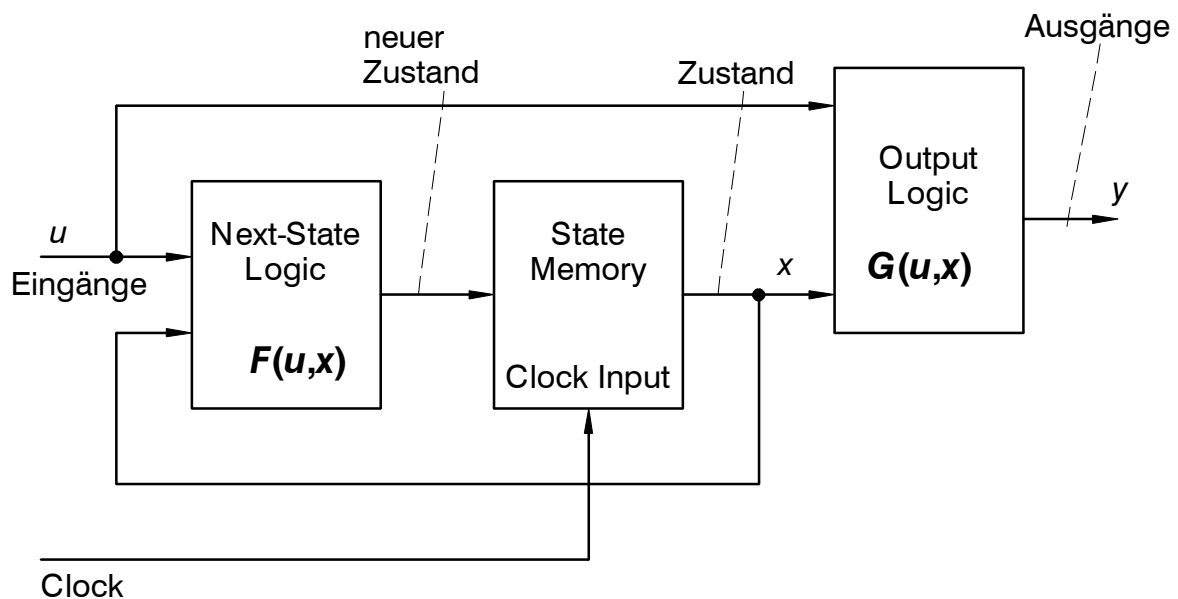 neuer
Zustand
Zustand
Ausgänge
Output
Logic
y
u
Next-State
Logic
State
Memory
x
G(u,x)
Eingänge
F(u,x)
Clock Input
Clock